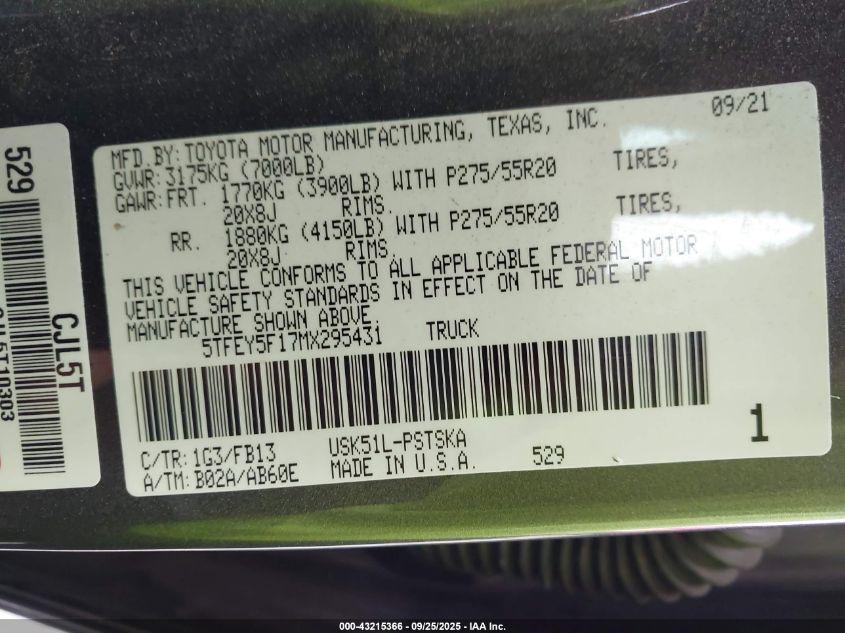 09/21
MFD.BY: TOYOTA MOTOR MANUFACTURING, TEXAS, INC.
GVWR: 3175KG (7000LB)
GAWR: FRT. 1770KG (3900LB) WITH P275/55R20 TIRES,
20X8J RIMS.
RR. 1880KG (4150LB) WITH P275/55R20 TIRES,
20X8J RIMS.
THIS VEHICLE CONFORMS TO ALL APPLICABLE FEDERAL MOTOR
VEHICLE SAFETY STANDARDS IN EFFECT ON THE DATE OF
MANUFACTURE SHOWN ABOVE.
5TFEY5F17MX295431 TRUCK
1
C/TR: 1G3/FB13 USK51L-PSTSKA
A/TM: B02A/AB60E MADE IN U.S.A. 529
529
CJL5T
000-43215366 - 09/25/2025 - IAA Inc.